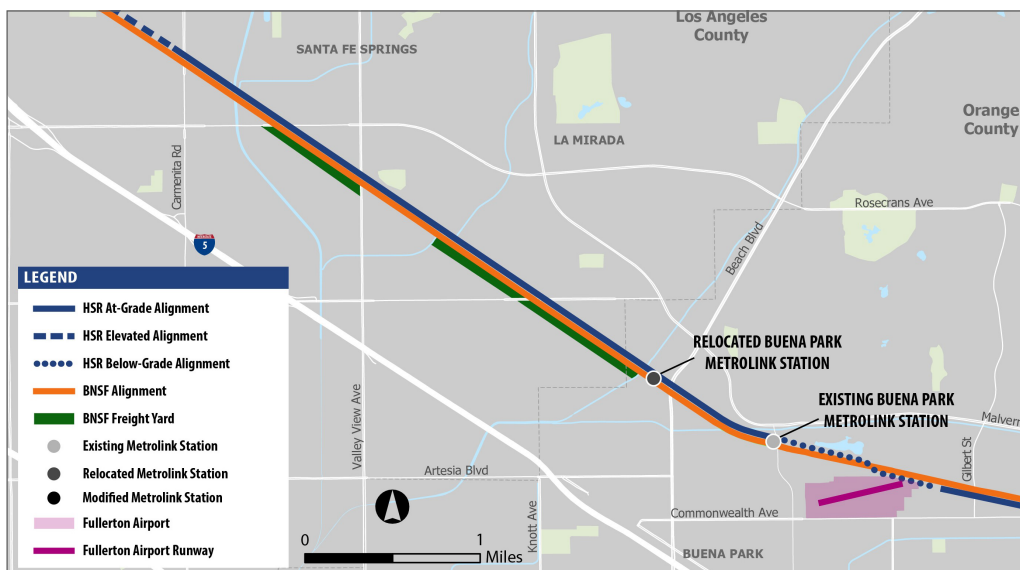 Los Angeles
County
SANTA FE SPRINGS
Orange
County
LA MIRADA
Carmenita Rd
Rosecrans Ave
INTERSTATE
5
Beach Blvd
LEGEND
HSR At-Grade Alignment
HSR Elevated Alignment
HSR Below-Grade Alignment
BNSF Alignment
BNSF Freight Yard
Existing Metrolink Station
Relocated Metrolink Station
Modified Metrolink Station
Fullerton Airport
Fullerton Airport Runway
RELOCATED BUENA PARK
METROLINK STATION
EXISTING BUENA PARK
METROLINK STATION
Valley View Ave
Malvern
Gilbert St
Artesia Blvd
Knott Ave
Commonwealth Ave
0 1
Miles
BUENA PARK